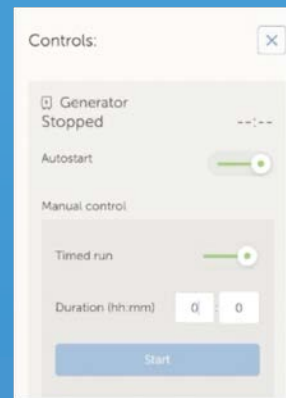 Controls:
Generator
Stopped --:--
Autostart
Manual control
Timed run
Duration (hh:mm) 0 : 0
Start